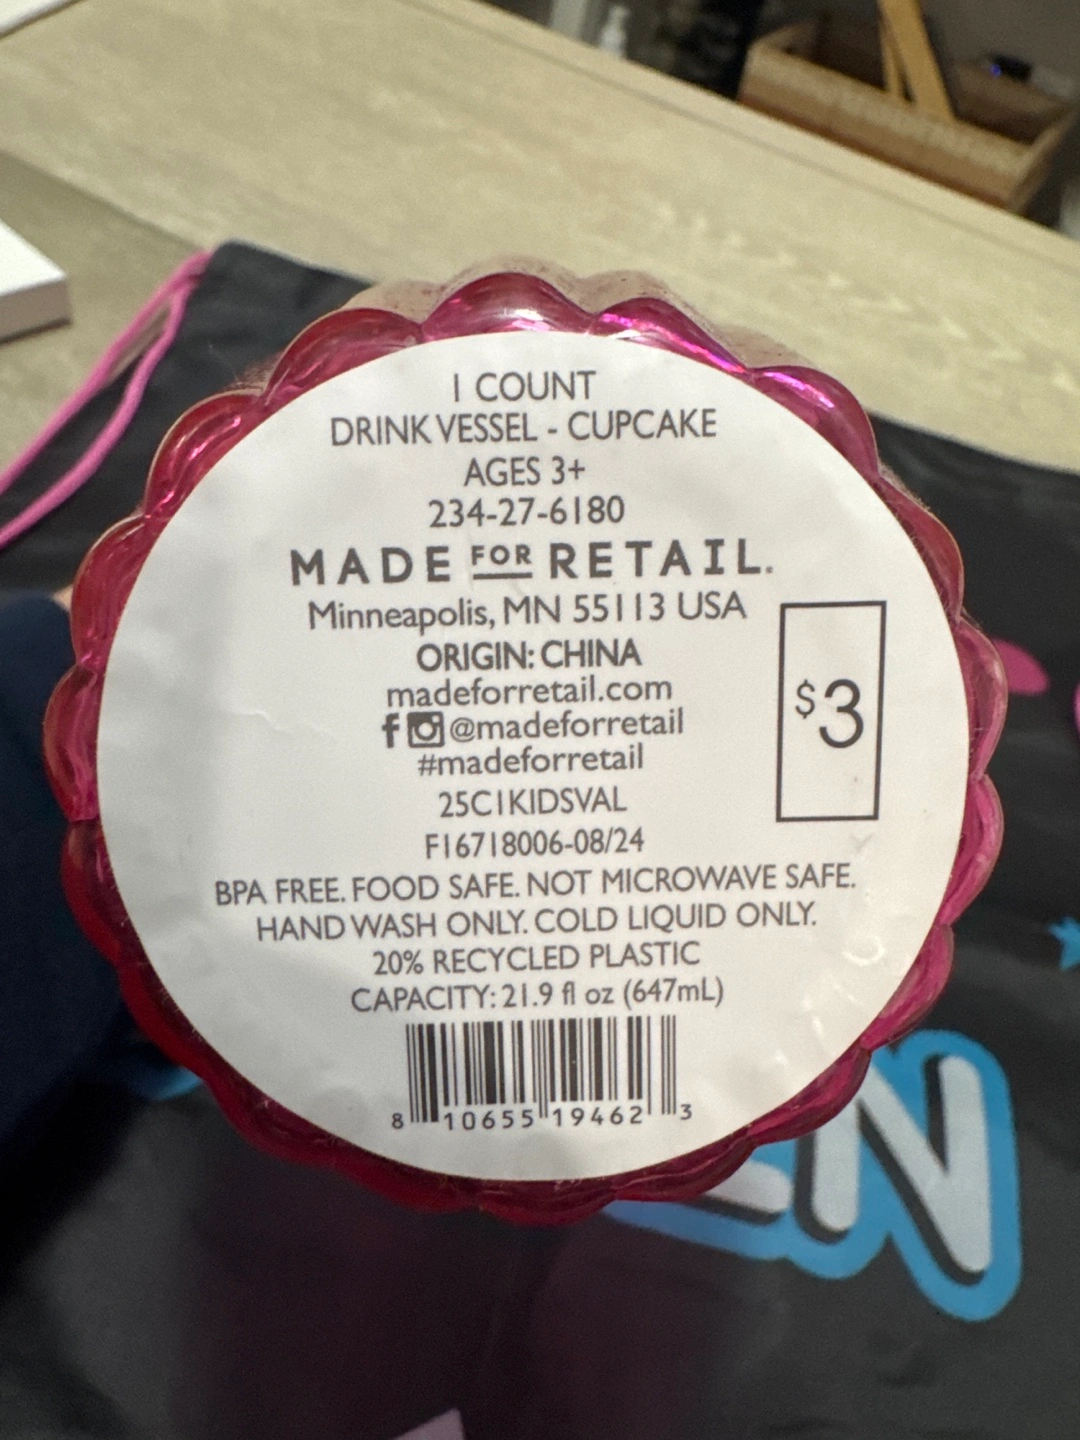 1 COUNT
DRINK VESSEL - CUPCAKE
AGES 3+
234-27-6180
MADE FOR RETAIL.
Minneapolis, MN 55113 USA
ORIGIN: CHINA
madeforretail.com
@madeforretail
#madeforretail
25C1KIDSVAL
F16718006-08/24
$3
BPA FREE. FOOD SAFE. NOT MICROWAVE SAFE.
HAND WASH ONLY. COLD LIQUID ONLY.
20% RECYCLED PLASTIC
CAPACITY: 21.9 fl oz (647mL)
8 10655 19462 3